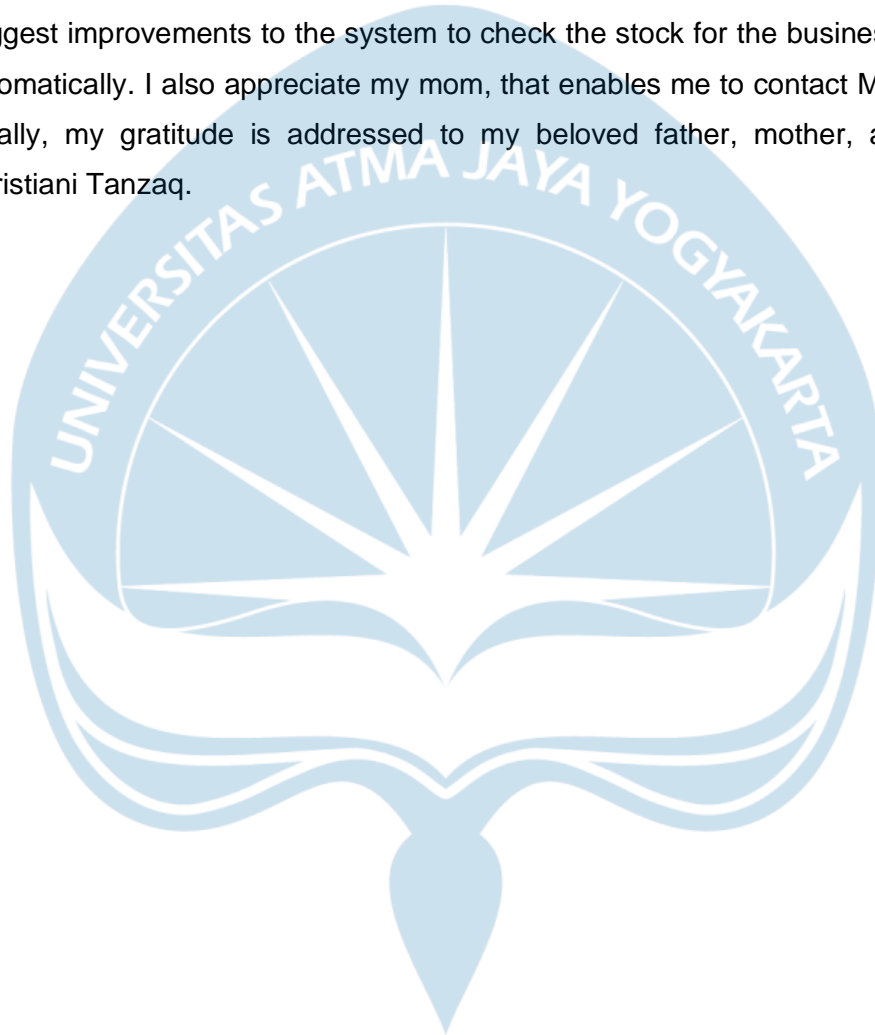 ggest improvements to the system to check the stock for the busines
omatically. I also appreciate my mom, that enables me to contact M
ally, my gratitude is addressed to my beloved father, mother, a
ristiani Tanzaq.
UNIVERSITAS ATMA JAYA YOGYAKARTA